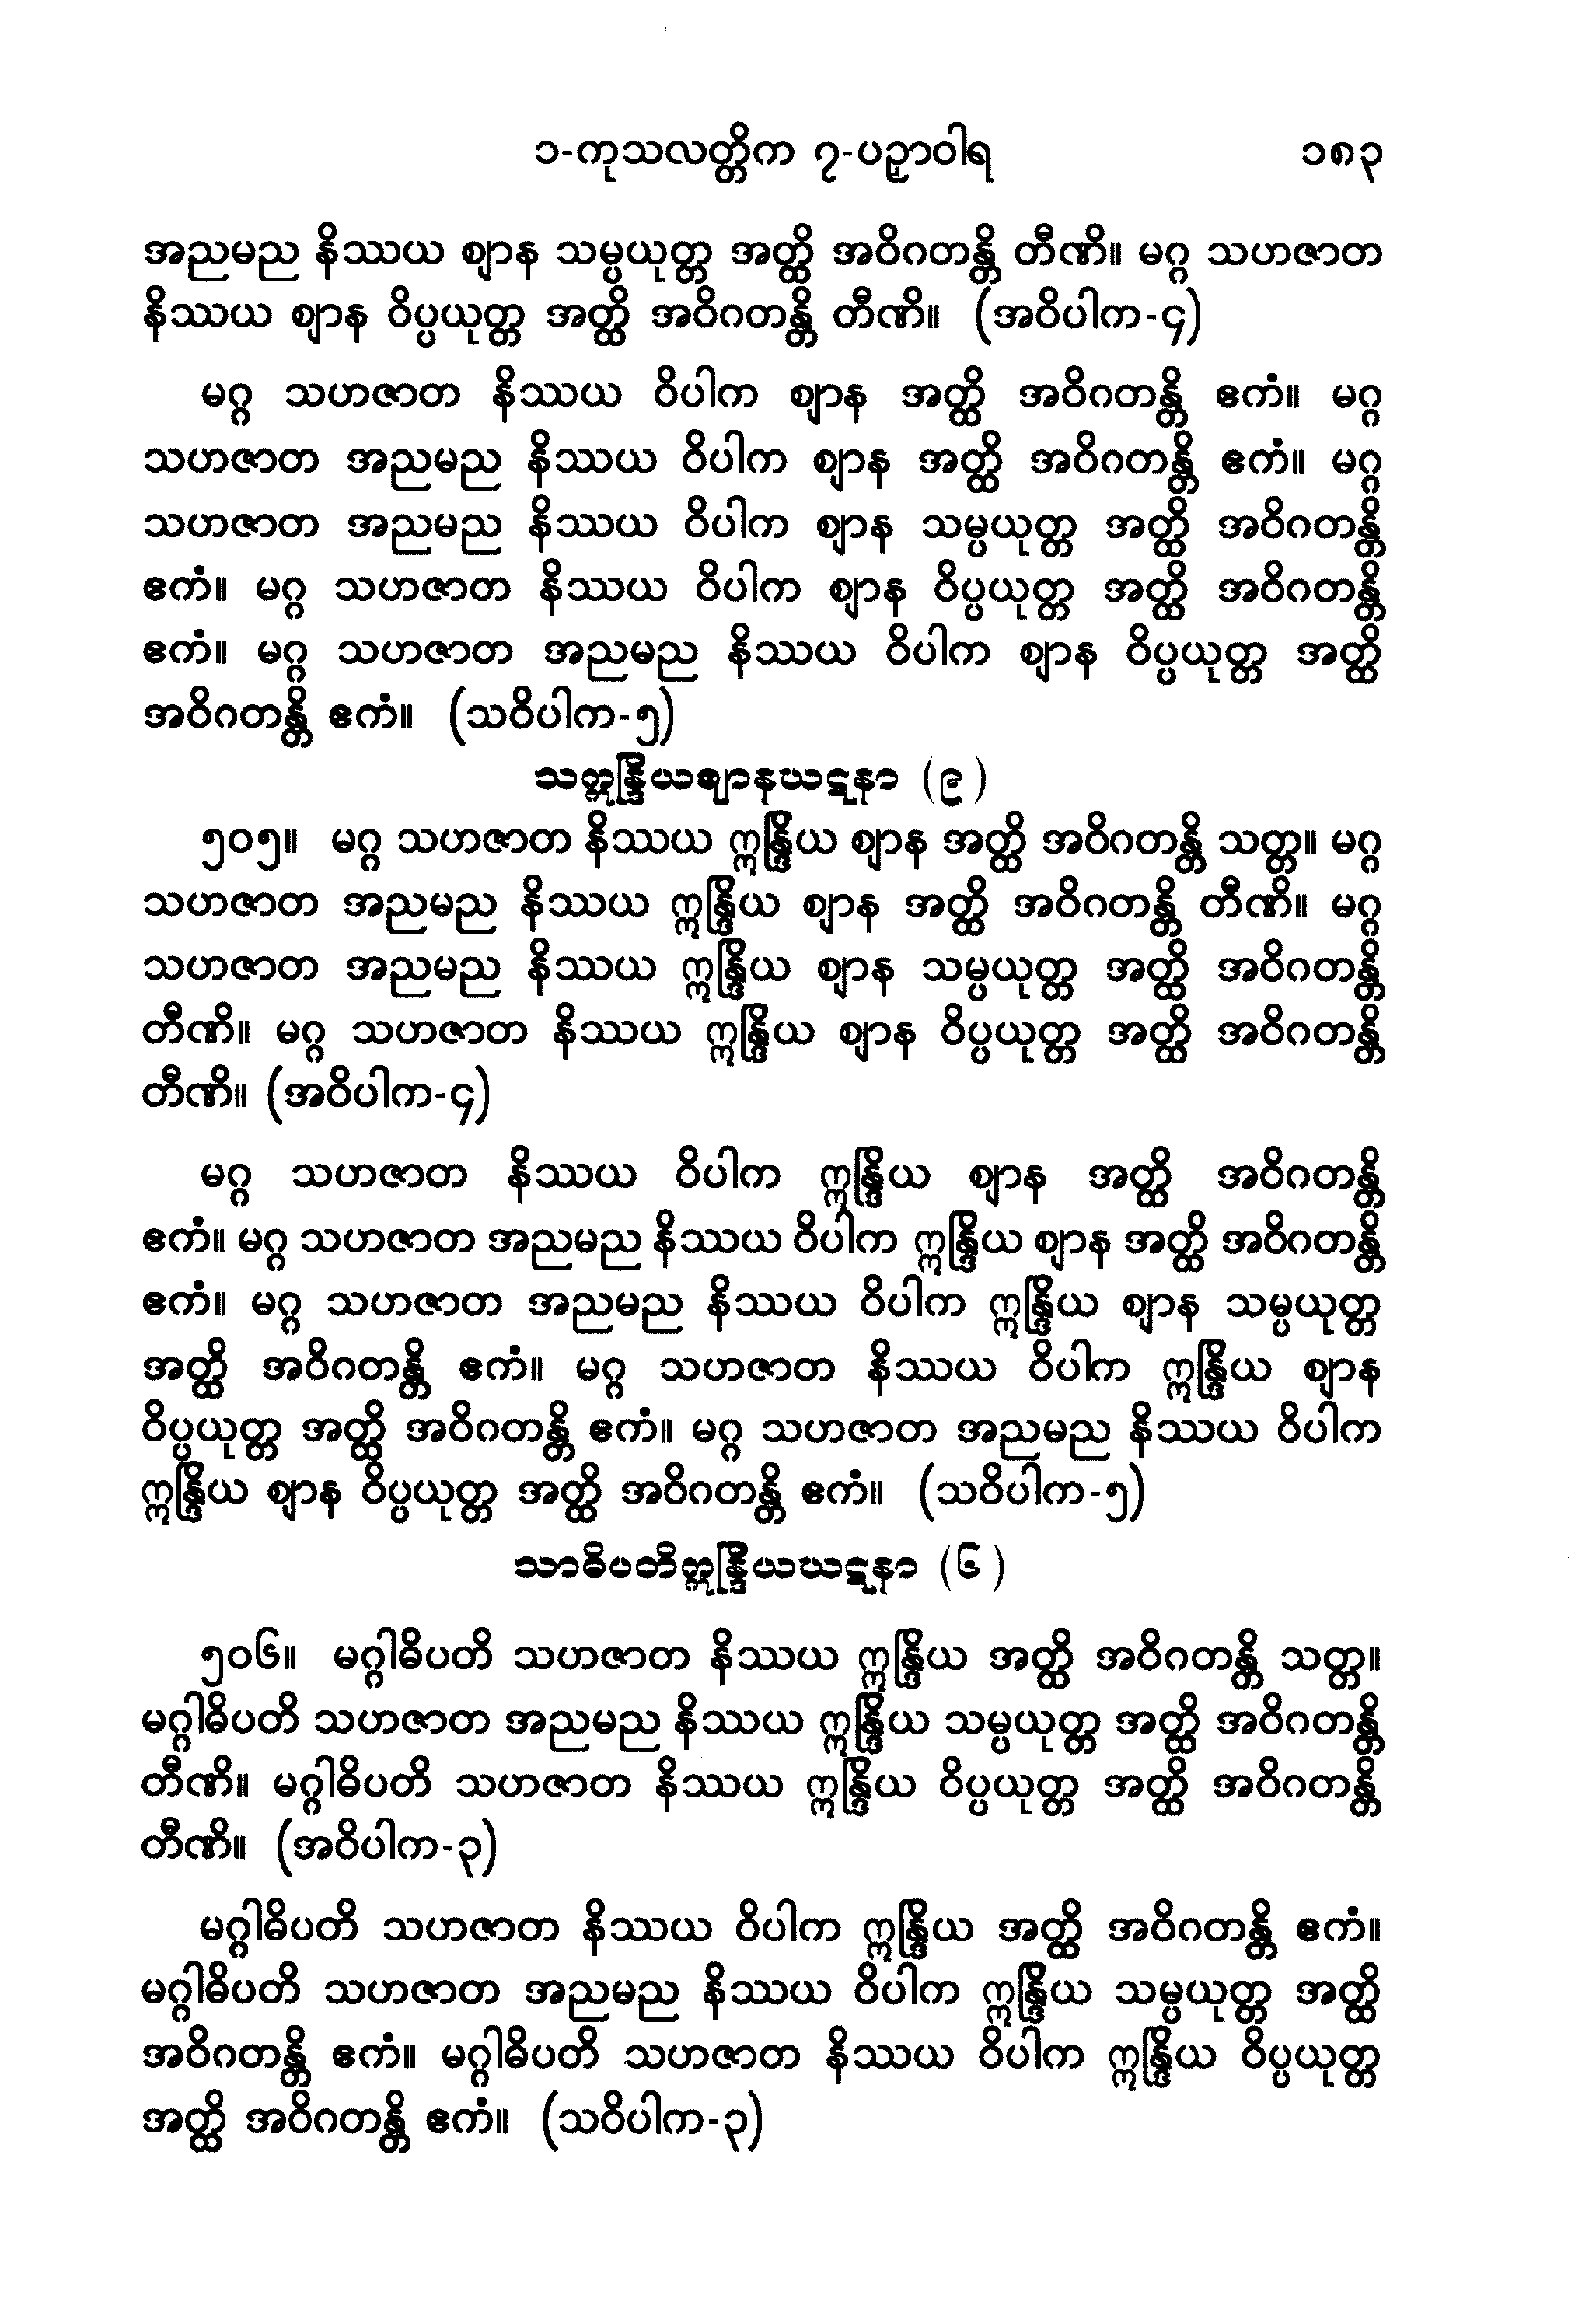 ၁-ကုသလတ္တိက ၇-ပဉှာဝါရ ၁၈၃
အညမည နိဿယ ဈာန သမ္ပယုတ္တ အတ္ထိ အဝိဂတန္တိ တီဏိ။ မဂ္ဂ သဟဇာတ
နိဿယ ဈာန ဝိပ္ပယုတ္တ အတ္ထိ အဝိဂတန္တိ တီဏိ။ (အဝိပါက-၄)
မဂ္ဂ သဟဇာတ နိဿယ ဝိပါက ဈာန အတ္ထိ အဝိဂတန္တိ ဧကံ။ မဂ္ဂ
သဟဇာတ အညမည နိဿယ ဝိပါက ဈာန အတ္ထိ အဝိဂတန္တိ ဧကံ။ မဂ္ဂ
သဟဇာတ အညမည နိဿယ ဝိပါက ဈာန သမ္ပယုတ္တ အတ္ထိ အဝိဂတန္တိ
ဧကံ။ မဂ္ဂ သဟဇာတ နိဿယ ဝိပါက ဈာန ဝိပ္ပယုတ္တ အတ္ထိ အဝိဂတန္တိ
ဧကံ။ မဂ္ဂ သဟဇာတ အညမည နိဿယ ဝိပါက ဈာန ဝိပ္ပယုတ္တ အတ္ထိ
အဝိဂတန္တိ ဧကံ။ (သဝိပါက-၅)
သဣန္ဒြိယဈာနဃဋနာ (၉)
၅၀၅။ မဂ္ဂ သဟဇာတ နိဿယ ဣန္ဒြိယ ဈာန အတ္ထိ အဝိဂတန္တိ သတ္တ။ မဂ္ဂ
သဟဇာတ အညမည နိဿယ ဣန္ဒြိယ ဈာန အတ္ထိ အဝိဂတန္တိ တီဏိ။ မဂ္ဂ
သဟဇာတ အညမည နိဿယ ဣန္ဒြိယ ဈာန သမ္ပယုတ္တ အတ္ထိ အဝိဂတန္တိ
တီဏိ။ မဂ္ဂ သဟဇာတ နိဿယ ဣန္ဒြိယ ဈာန ဝိပ္ပယုတ္တ အတ္ထိ အဝိဂတန္တိ
တီဏိ။ (အဝိပါက-၄)
မဂ္ဂ သဟဇာတ နိဿယ ဝိပါက ဣန္ဒြိယ ဈာန အတ္ထိ အဝိဂတန္တိ
ဧကံ။ မဂ္ဂ သဟဇာတ အညမည နိဿယ ဝိပါက ဣန္ဒြိယ ဈာန အတ္ထိ အဝိဂတန္တိ
ဧကံ။ မဂ္ဂ သဟဇာတ အညမည နိဿယ ဝိပါက ဣန္ဒြိယ ဈာန သမ္ပယုတ္တ
အတ္ထိ အဝိဂတန္တိ ဧကံ။ မဂ္ဂ သဟဇာတ နိဿယ ဝိပါက ဣန္ဒြိယ ဈာန
ဝိပ္ပယုတ္တ အတ္ထိ အဝိဂတန္တိ ဧကံ။ မဂ္ဂ သဟဇာတ အညမည နိဿယ ဝိပါက
ဣန္ဒြိယ ဈာန ဝိပ္ပယုတ္တ အတ္ထိ အဝိဂတန္တိ ဧကံ။ (သဝိပါက-၅)
သာဓိပတိဣန္ဒြိယဃဋနာ (၆)
၅၀၆။ မဂ္ဂါဓိပတိ သဟဇာတ နိဿယ ဣန္ဒြိယ အတ္ထိ အဝိဂတန္တိ သတ္တ။
မဂ္ဂါဓိပတိ သဟဇာတ အညမည နိဿယ ဣန္ဒြိယ သမ္ပယုတ္တ အတ္ထိ အဝိဂတန္တိ
တီဏိ။ မဂ္ဂါဓိပတိ သဟဇာတ နိဿယ ဣန္ဒြိယ ဝိပ္ပယုတ္တ အတ္ထိ အဝိဂတန္တိ
တီဏိ။ (အဝိပါက-၃)
မဂ္ဂါဓိပတိ သဟဇာတ နိဿယ ဝိပါက ဣန္ဒြိယ အတ္ထိ အဝိဂတန္တိ ဧကံ။
မဂ္ဂါဓိပတိ သဟဇာတ အညမည နိဿယ ဝိပါက ဣန္ဒြိယ သမ္ပယုတ္တ အတ္ထိ
အဝိဂတန္တိ ဧကံ။ မဂ္ဂါဓိပတိ သဟဇာတ နိဿယ ဝိပါက ဣန္ဒြိယ ဝိပ္ပယုတ္တ
အတ္ထိ အဝိဂတန္တိ ဧကံ။ (သဝိပါက-၃)